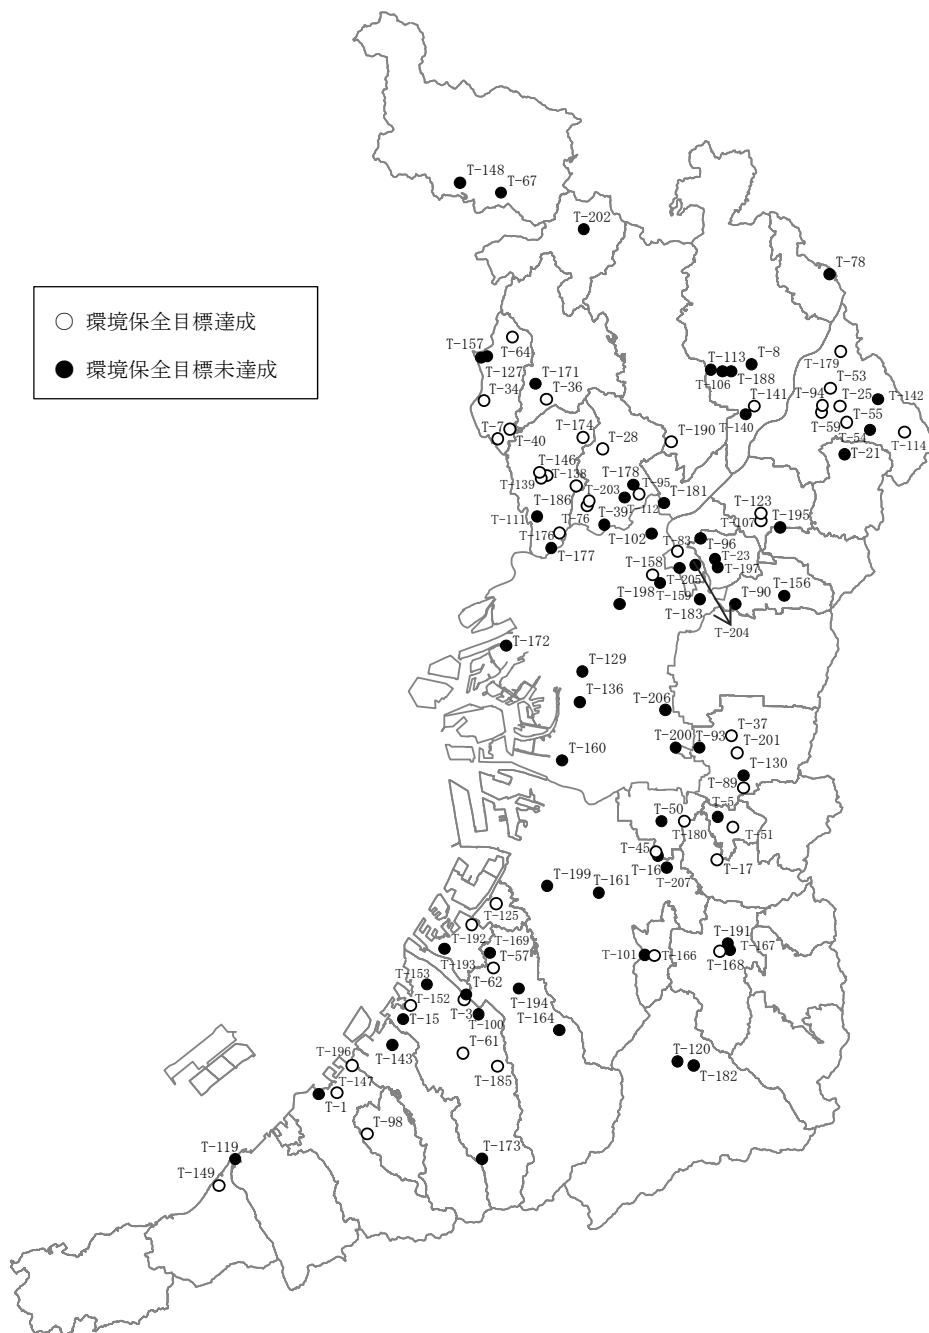 T-148
T-67
T-202
T-78
○ 環境保全目標達成
● 環境保全目標未達成
T-157
T-64
T-127
T-34
T-171
T-36
T-113
T-8
T-106
T-188
T-141
T-140
T-179
T-53
T-94
T-25
T-142
T-59
T-55
T-54
T-114
T-21
T-7
T-40
T-174
T-28
T-190
T-146
T-138
T-139
T-178
T-95
T-203
T-181
T-186
T-112
T-123
T-111
T-76
T-39
T-107
T-195
T-176
T-102
T-83
T-96
T-177
T-23
T-158
T-205
T-197
T-198
T-159
T-90
T-156
T-183
T-204
T-172
T-129
T-136
T-206
T-37
T-200
T-93
T-201
T-160
T-130
T-89
T-50
T-5
T-180
T-51
T-45
T-16
T-17
T-207
T-199
T-161
T-125
T-192
T-169
T-191
T-193
T-57
T-101
T-166
T-167
T-168
T-153
T-62
T-152
T-194
T-3
T-15
T-100
T-164
T-143
T-61
T-196
T-185
T-120
T-182
T-147
T-1
T-98
T-119
T-173
T-149